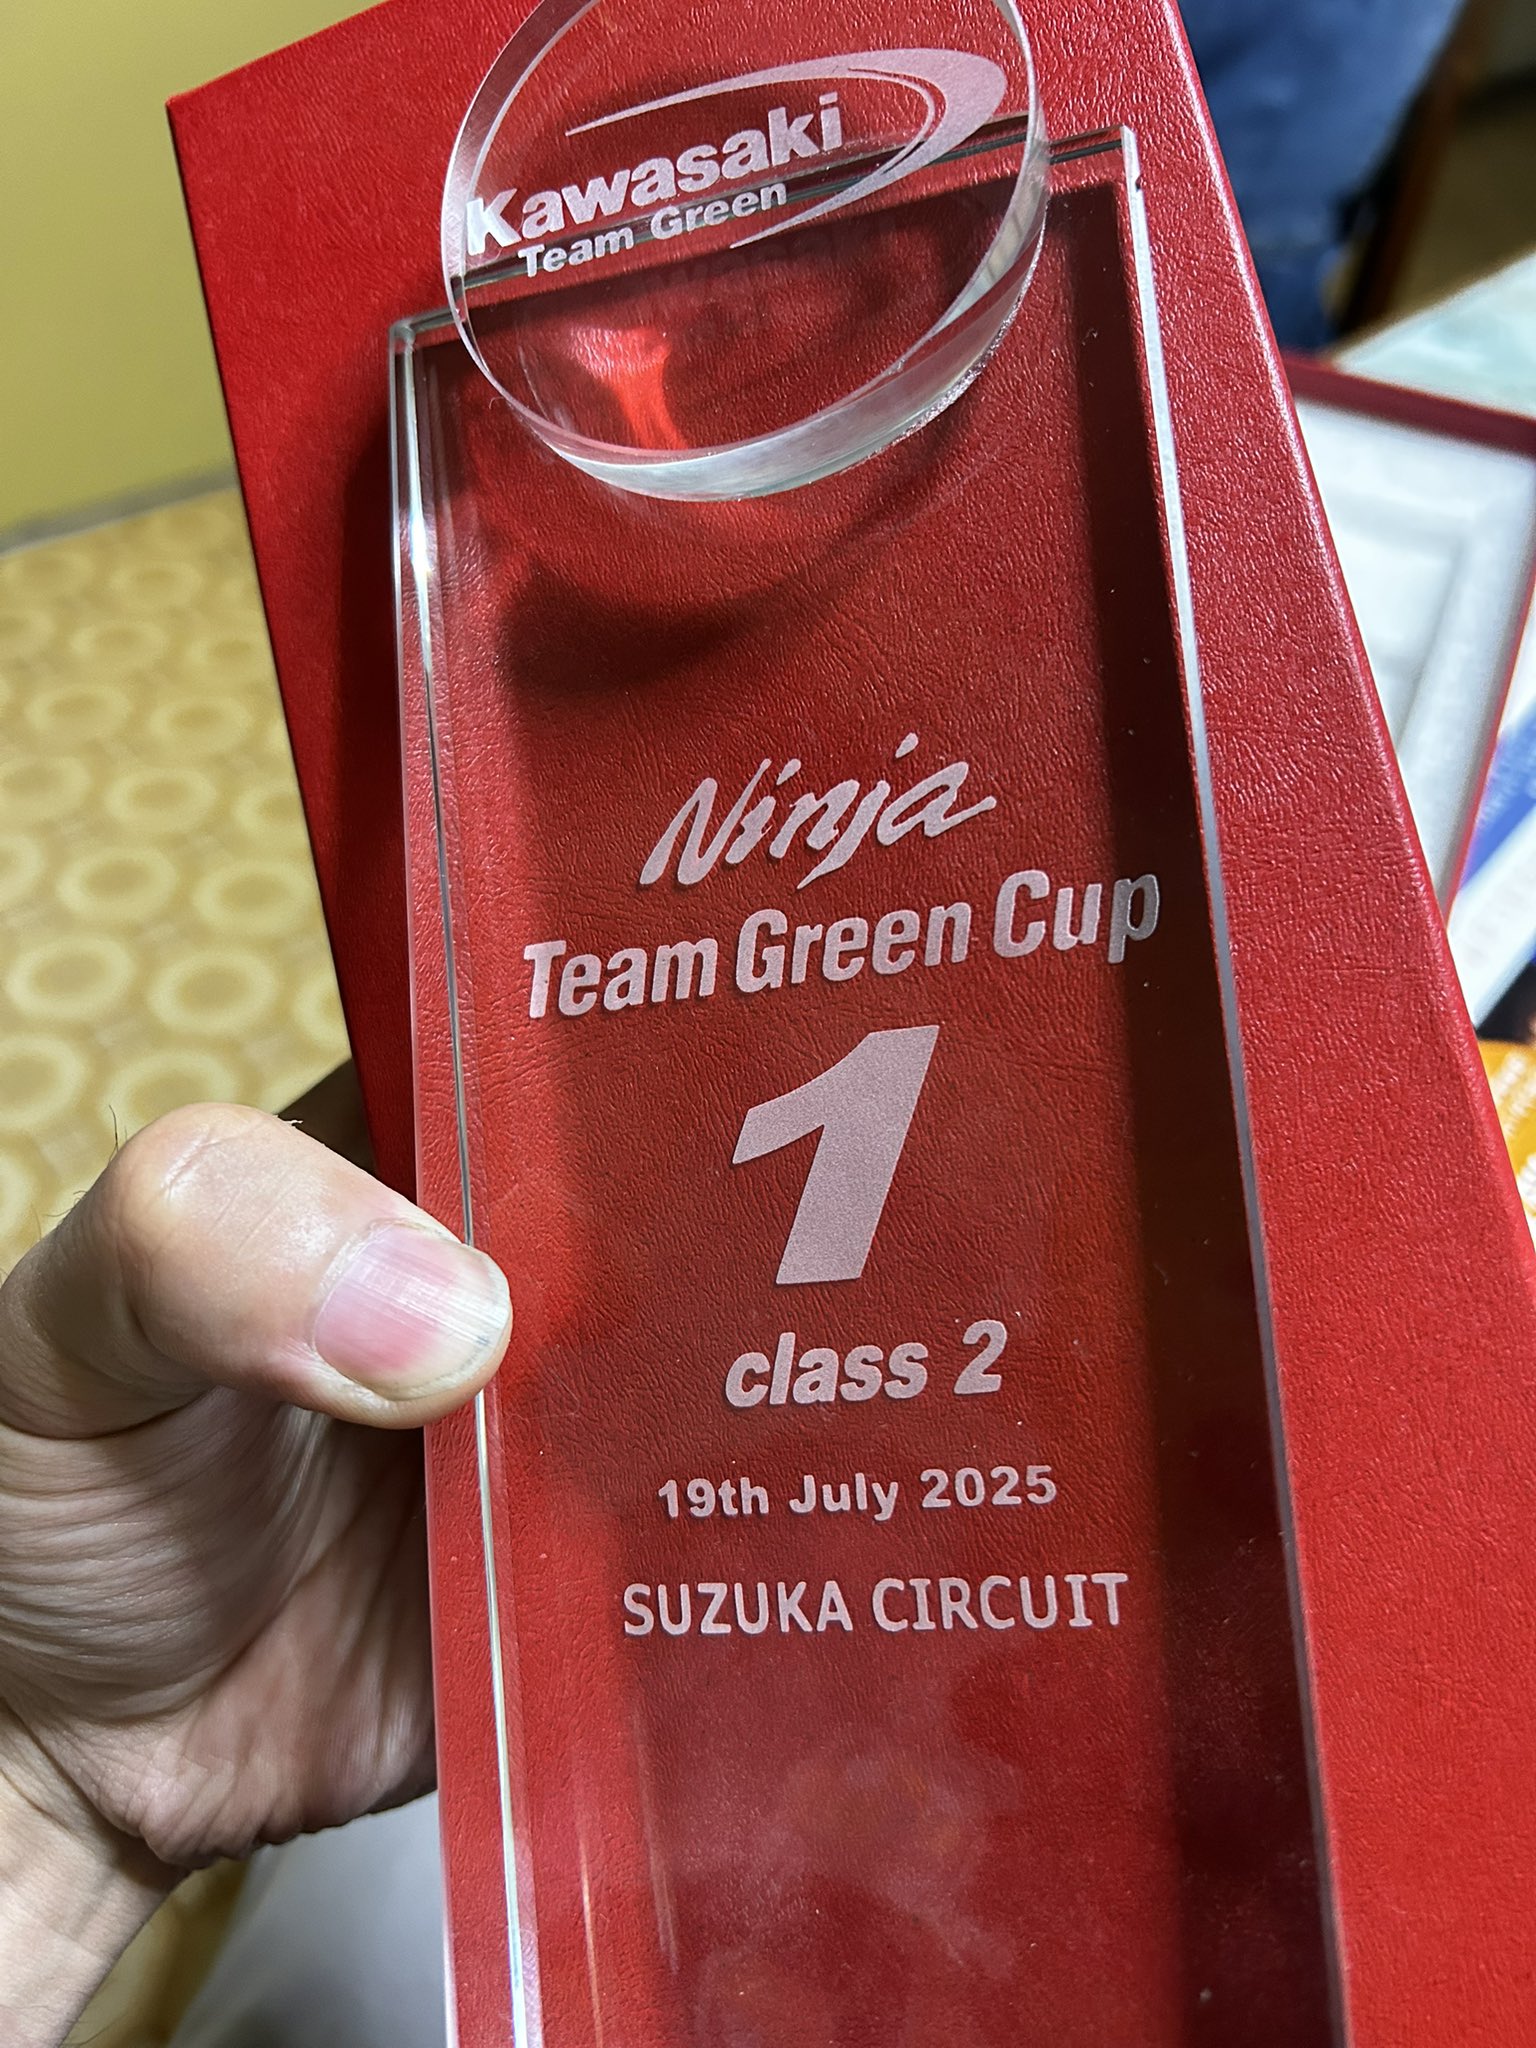 Kawasaki
Team Green
Ninja
Team Green Cup
1
class 2
19th July 2025
SUZUKA CIRCUIT